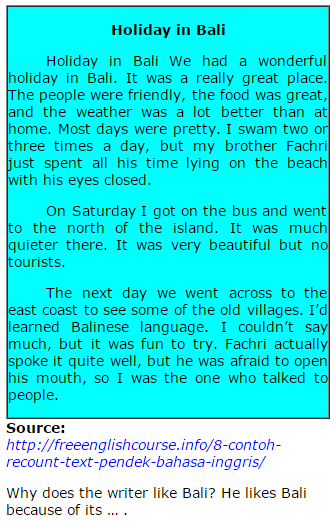 Holiday in Bali
Holiday in Bali We had a wonderful
holiday in Bali. It was a really great place.
The people were friendly, the food was great,
and the weather was a lot better than at
home. Most days were pretty. I swam two or
three times a day, but my brother Fachri
just spent all his time lying on the beach
with his eyes closed.
On Saturday I got on the bus and went
to the north of the island. It was much
quieter there. It was very beautiful but no
tourists.
The next day we went across to the
east coast to see some of the old villages. I’d
learned Balinese language. I couldn’t say
much, but it was fun to try. Fachri actually
spoke it quite well, but he was afraid to open
his mouth, so I was the one who talked to
people.
Source:
http://freeenglishcourse.info/8-contoh-
recount-text-pendek-bahasa-inggris/
Why does the writer like Bali? He likes Bali
because of its ... .